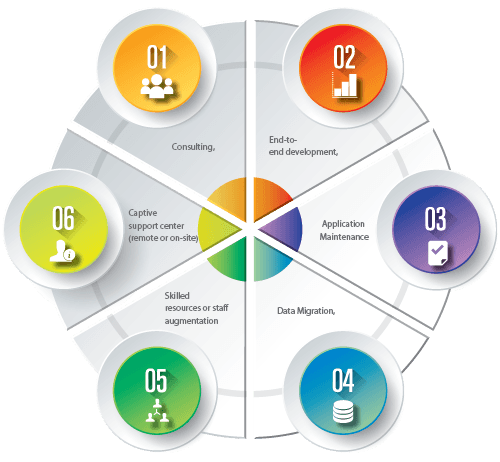 01
Consulting,
02
End-to-
end development,
03
Application
Maintenance
04
Data Migration,
05
Skilled
resources or staff
augmentation
06
Captive
support center
(remote or on-site)